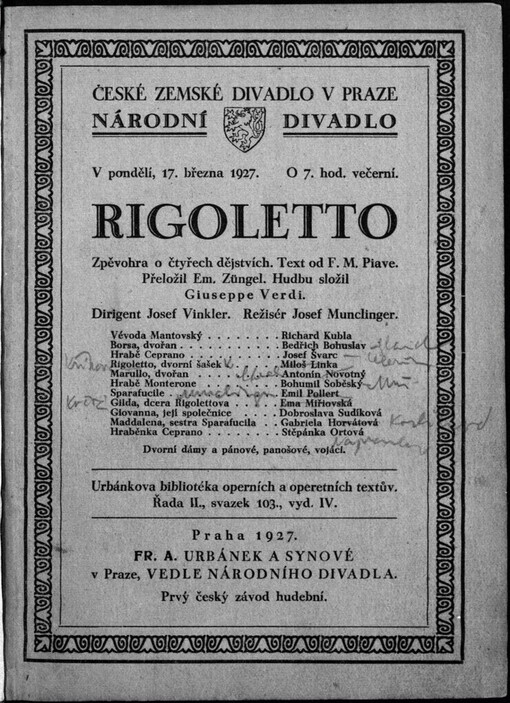 ČESKÉ ZEMSKÉ DIVADLO V PRAZE
NÁRODNÍ DIVADLO
V pondělí, 17. března 1927. O 7. hod. večerní.
RIGOLETTO
Zpěvohra o čtyřech dějstvích. Text od F. M. Piave.
Přeložil Em. Züngel. Hudbu složil
Giuseppe Verdi.
Dirigent Josef Vinkler. Režisér Josef Munclinger.
Vévoda Mantovský . . . . . . . . Richard Kubla
Borsa, dvořan . . . . . . . . . . Bedřich Bohuslav
Hrabě Ceprano . . . . . . . . . . Josef Švarc
Rigoletto, dvorní šašek . . . . . Miloš Linka
Marullo, dvořan . . . . . . . . . Antonín Novotný
Hrabě Monterone . . . . . . . . Bohumil Soběský
Sparafucile . . . . . . . . . . . Emil Pollert
Gilda, dcera Rigolettova . . . . . Ema Miřiovská
Giovanna, její společnice . . . . Dobroslava Sudíková
Maddalena, sestra Sparafucila . . Gabriela Horvátová
Hraběnka Ceprano . . . . . . . . Štěpánka Ortová
Dvorní dámy a pánové, panošové, vojáci.
Urbánkova bibliotéka operních a operetních textův.
Řada II., svazek 103., vyd. IV.
Praha 1927.
FR. A. URBÁNEK A SYNOVÉ
v Praze, VEDLE NÁRODNÍHO DIVADLA.
Prvý český závod hudební.